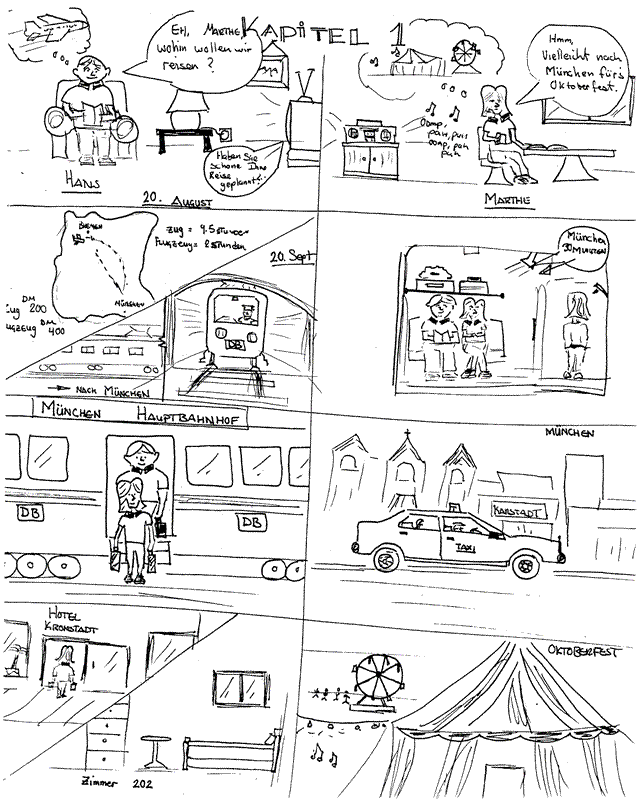 KAPITEL 1
EH, MARTHE,
wohin wollen wir
reisen ?
Haben Sie
schöne Ihre
Reise
geplant?
HANS
20. AUGUST
Hmm,
Vielleicht nach
München für's
Oktoberfest.
Oomp,
pah, pah
oomp, pah
pah
MARTHE
BREMEN
MÜNCHEN
Zug = 9.5 Stunden
Flugzeug = 2 Stunden
20. Sept
DM
Zug 200
DM
ugzeug 400
DB
NACH MÜNCHEN
München
30 MINUTEN
MÜNCHEN HAUPTBAHNHOF
DB
DB
MÜNCHEN
KARSTADT
TAXI
HOTEL
KRONSTADT
Zimmer 202
OKTOBERFEST